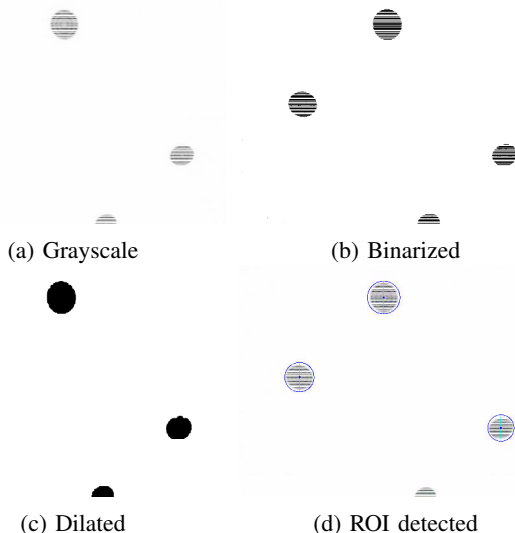 (a) Grayscale
(b) Binarized
(c) Dilated
(d) ROI detected